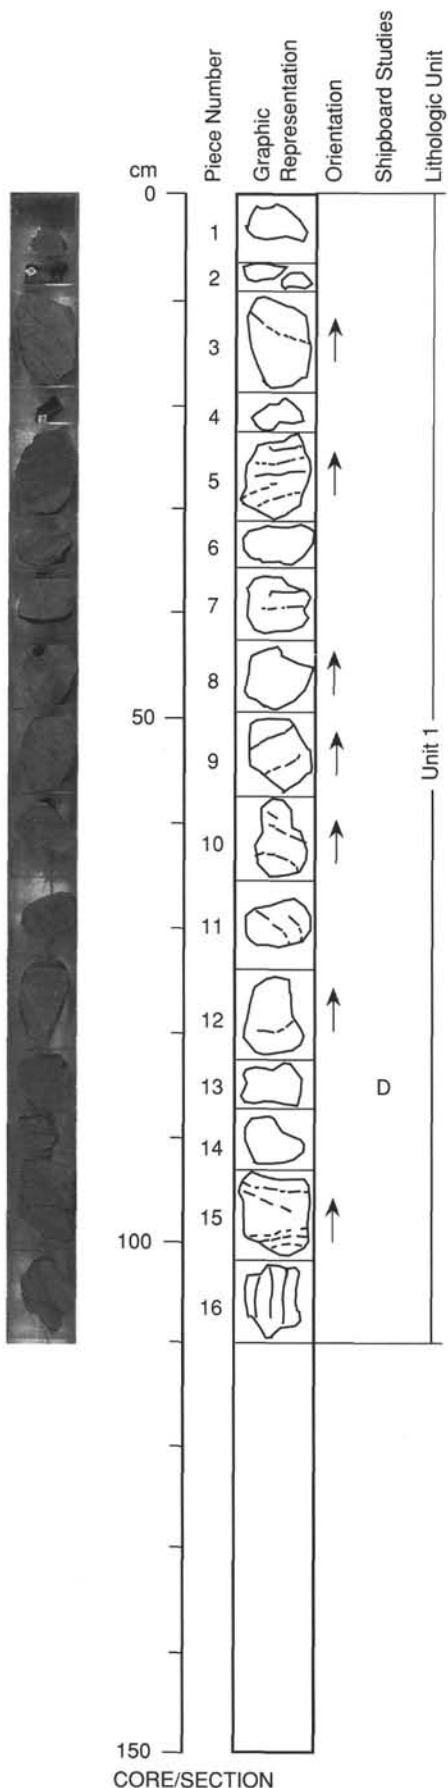 Piece Number
Graphic
Representation
Orientation
Shipboard Studies
Lithologic Unit
cm
0
1
2
3
4
5
6
7
8
50
9
Unit 1
10
11
12
13
D
14
15
100
16
150
CORE/SECTION